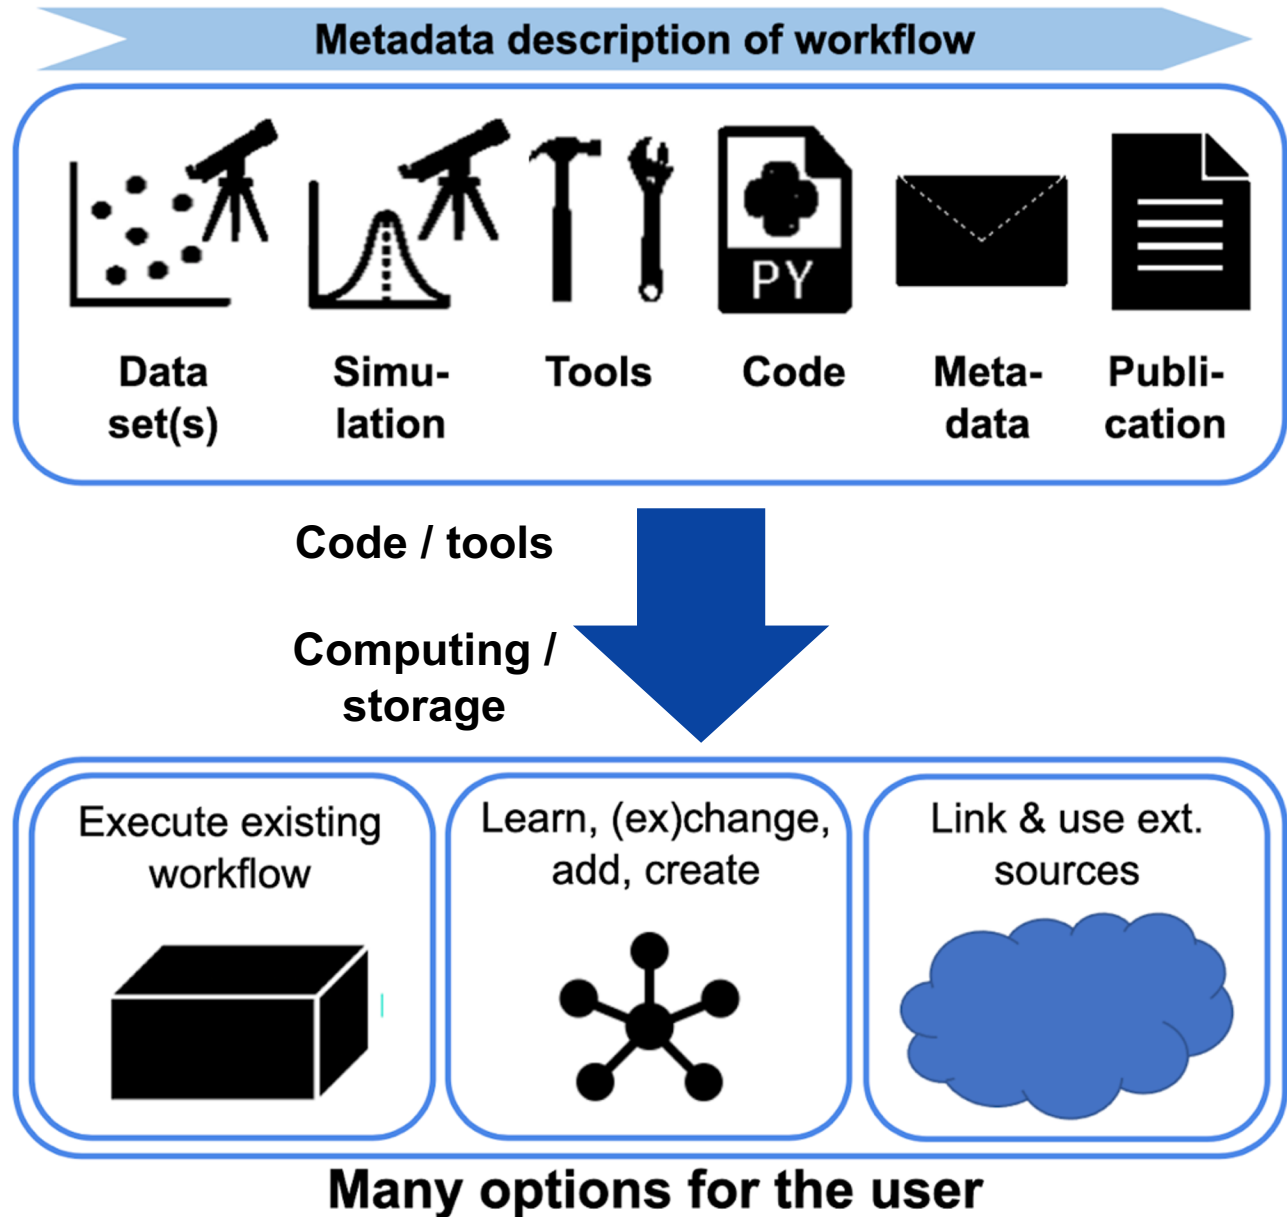 Metadata description of workflow
PY
Data
set(s)
Simu-
lation
Tools
Code
Meta-
data
Publi-
cation
Code / tools
Computing /
storage
Execute existing
workflow
Learn, (ex)change,
add, create
Link & use ext.
sources
Many options for the user